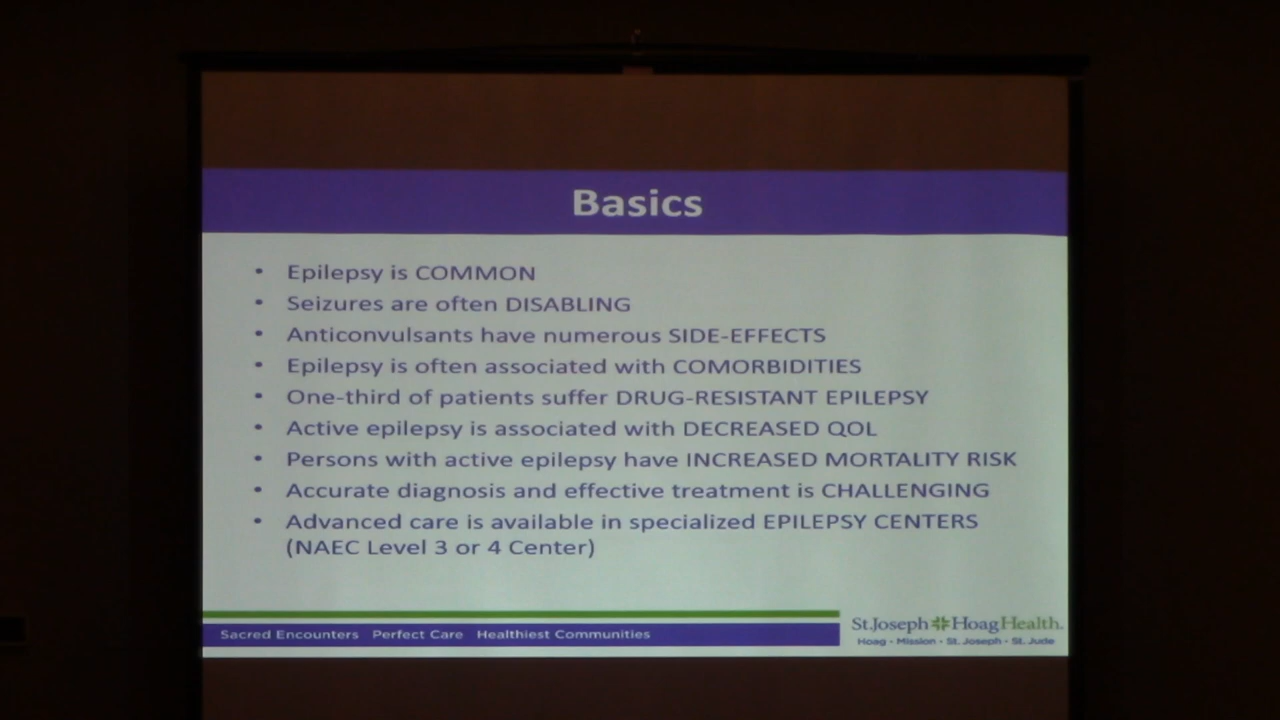 Basics
• Epilepsy is COMMON
• Seizures are often DISABLING
• Anticonvulsants have numerous SIDE-EFFECTS
• Epilepsy is often associated with COMORBIDITIES
• One-third of patients suffer DRUG-RESISTANT EPILEPSY
• Active epilepsy is associated with DECREASED QOL
• Persons with active epilepsy have INCREASED MORTALITY RISK
• Accurate diagnosis and effective treatment is CHALLENGING
• Advanced care is available in specialized EPILEPSY CENTERS
(NAEC Level 3 or 4 Center)
Sacred Encounters Perfect Care Healthiest Communities
St.Joseph HoagHealth.
Hoag • Mission • St. Joseph • St. Jude